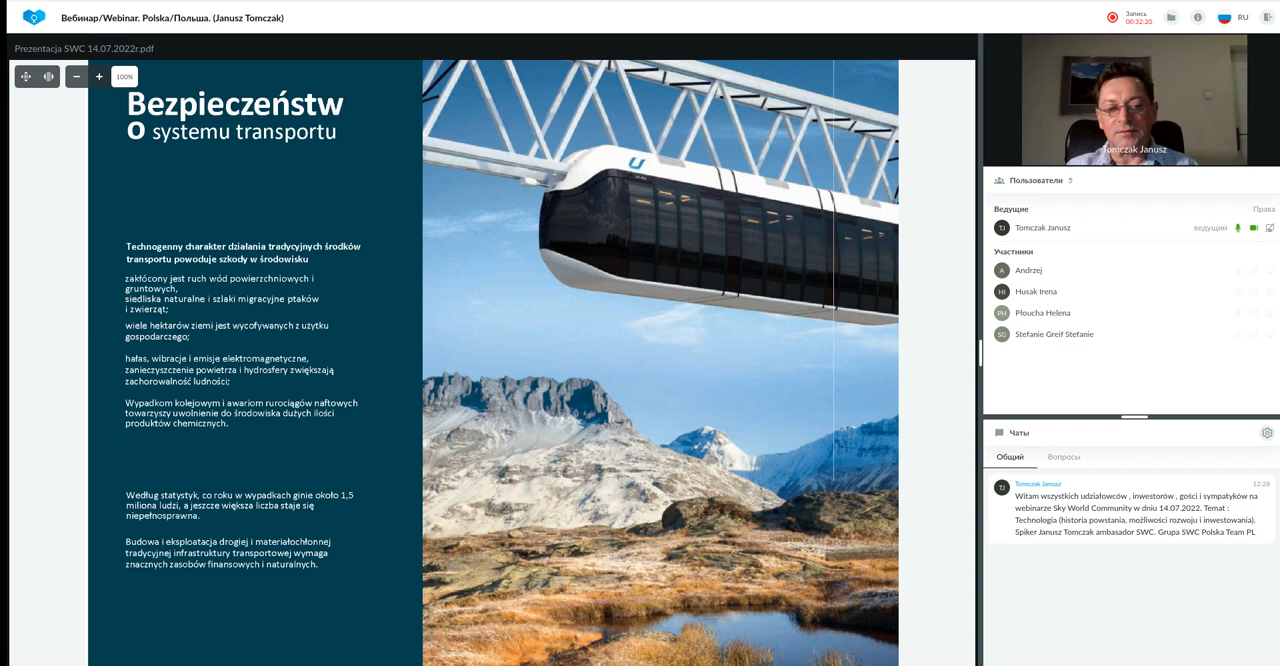 Вебинар/Webinar. Polska/Польша. (Janusz Tomczak)
Запись
00:32:20
RU
Prezentacja SWC 14.07.2022r.pdf
100%
Bezpieczeństw
o systemu transportu
Technogenny charakter działania tradycyjnych środków
transportu powoduje szkody w środowisku
zakłócony jest ruch wód powierzchniowych i
gruntowych,
siedliska naturalne i szlaki migracyjne ptaków
i zwierząt;
wiele hektarów ziemi jest wycofywanych z użytku
gospodarczego;
hałas, wibracje i emisje elektromagnetyczne,
zanieczyszczenie powietrza i hydrosfery zwiększają
zachorowalność ludności;
Wypadkom kolejowym i awariom rurociągów naftowych
towarzyszy uwolnienie do środowiska dużych ilości
produktów chemicznych.
Według statystyk, co roku w wypadkach ginie około 1,5
miliona ludzi, a jeszcze większa liczba staje się
niepełnosprawna.
Budowa i eksploatacja drogiej i materiałochłonnej
tradycyjnej infrastruktury transportowej wymaga
znacznych zasobów finansowych i naturalnych.
Tomczak Janusz
Пользователи 5
Ведущие Права
TJ Tomczak Janusz ведущий
Участники
A Andrzej
HI Husak Irena
PH Płoucha Helena
SG Stefanie Greif Stefanie
Чаты
Общий Вопросы
TJ Tomczak Janusz 12:28
Witam wszystkich udziałowców , inwestorów , gości i sympatyków na
webinarze Sky World Community w dniu 14.07.2022. Temat :
Technologia (historia powstania, możliwości rozwoju i inwestowania).
Spiker Janusz Tomczak ambasador SWC. Grupa SWC Polska Team PL